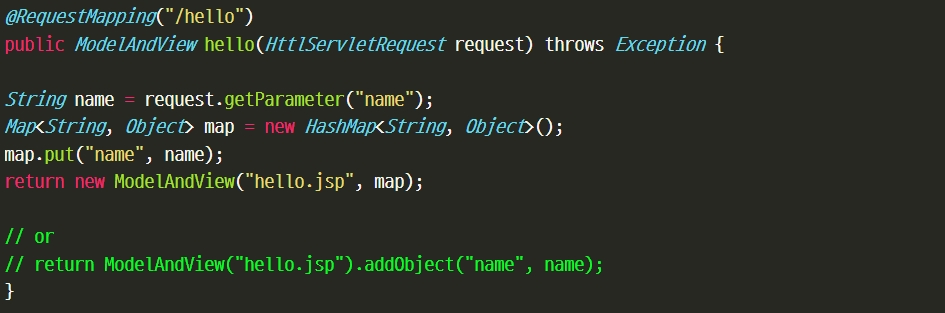 @RequestMapping("/hello")
public ModelAndView hello(HttlServletRequest request) throws Exception {
String name = request.getParameter("name");
Map<String, Object> map = new HashMap<String, Object>();
map.put("name", name);
return new ModelAndView("hello.jsp", map);
// or
// return ModelAndView("hello.jsp").addObject("name", name);
}